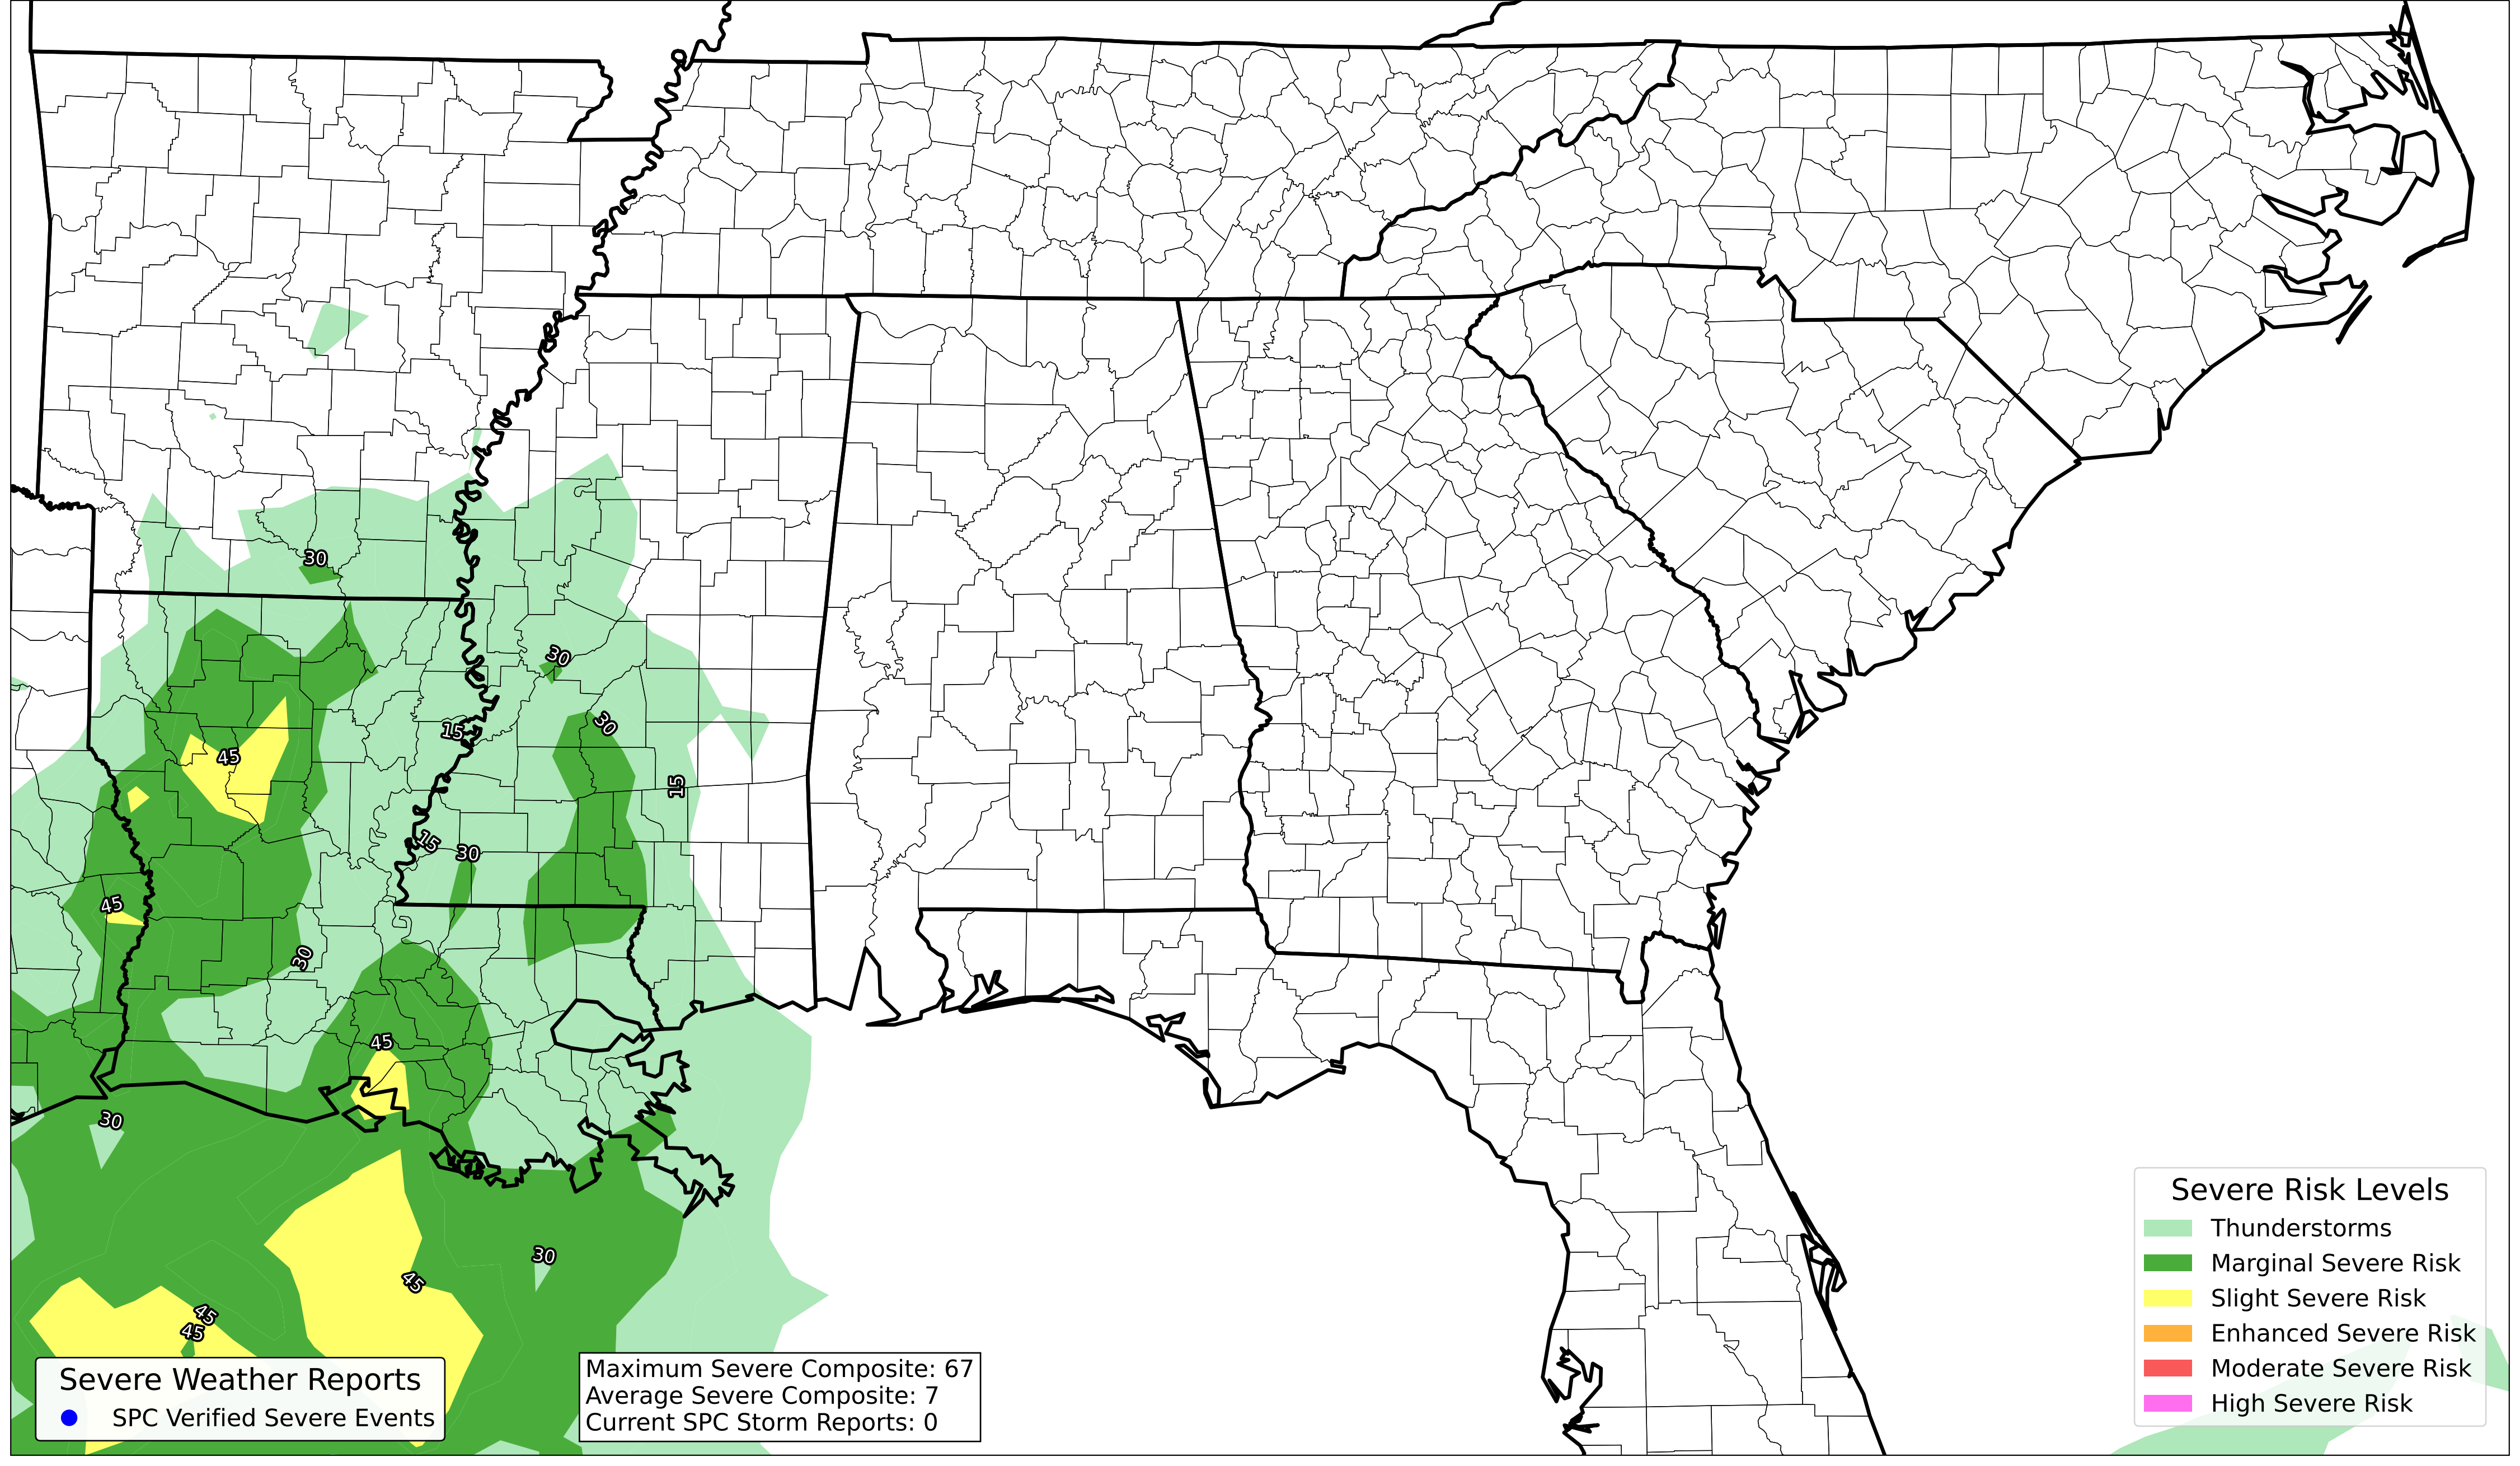 30
30
30
15
45
15
15
30
45
30
45
30
30
45
45
45
Severe Weather Reports
SPC Verified Severe Events
Maximum Severe Composite: 67
Average Severe Composite: 7
Current SPC Storm Reports: 0
Severe Risk Levels
Thunderstorms
Marginal Severe Risk
Slight Severe Risk
Enhanced Severe Risk
Moderate Severe Risk
High Severe Risk